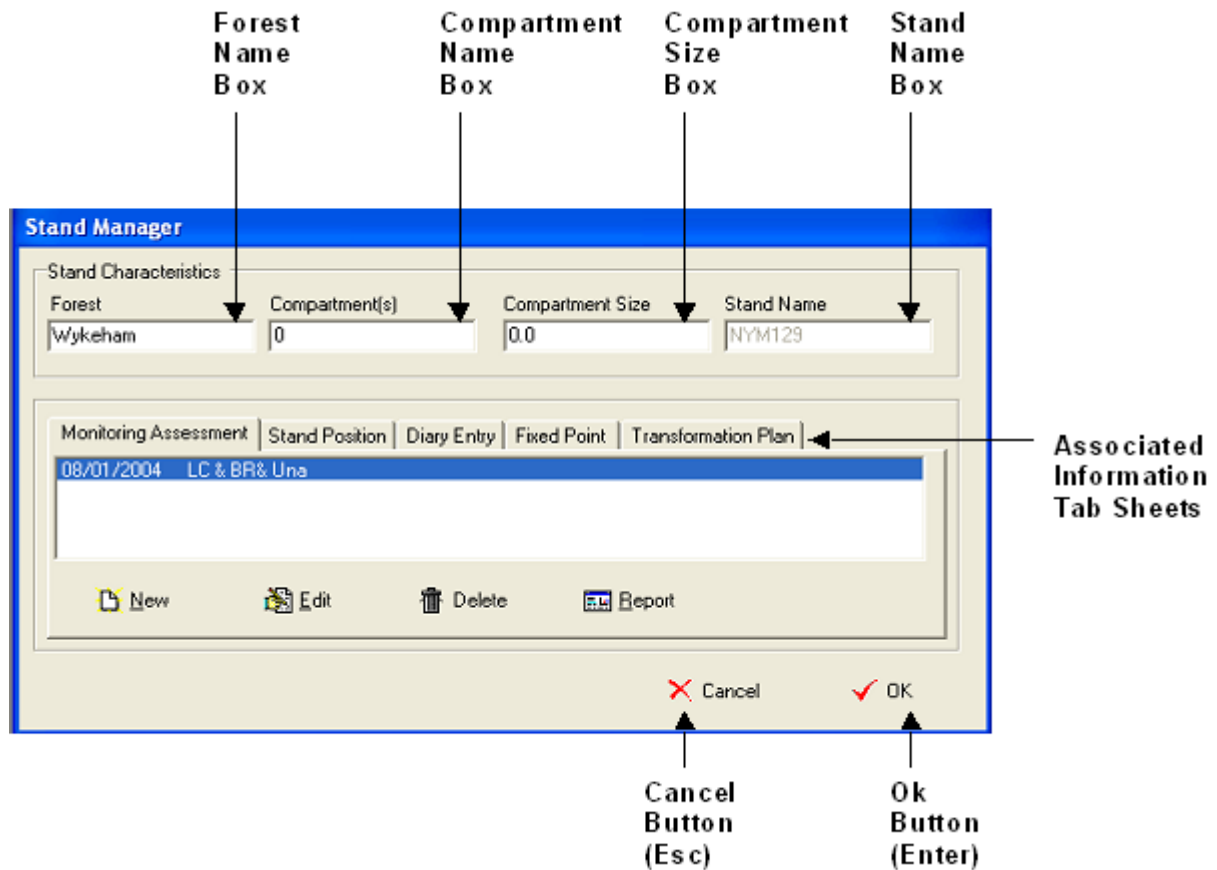 Forest
Name
Box
Compartment
Name
Box
Compartment
Size
Box
Stand
Name
Box
Stand Manager
Stand Characteristics
Forest
Compartment(s)
Compartment Size
Stand Name
Wykeham
0
0.0
NYM129
Monitoring Assessment
Stand Position
Diary Entry
Fixed Point
Transformation Plan
Associated
Information
Tab Sheets
08/01/2004 LC & BR& Una
New
Edit
Delete
Report
Cancel
OK
Cancel
Button
(Esc)
Ok
Button
(Enter)